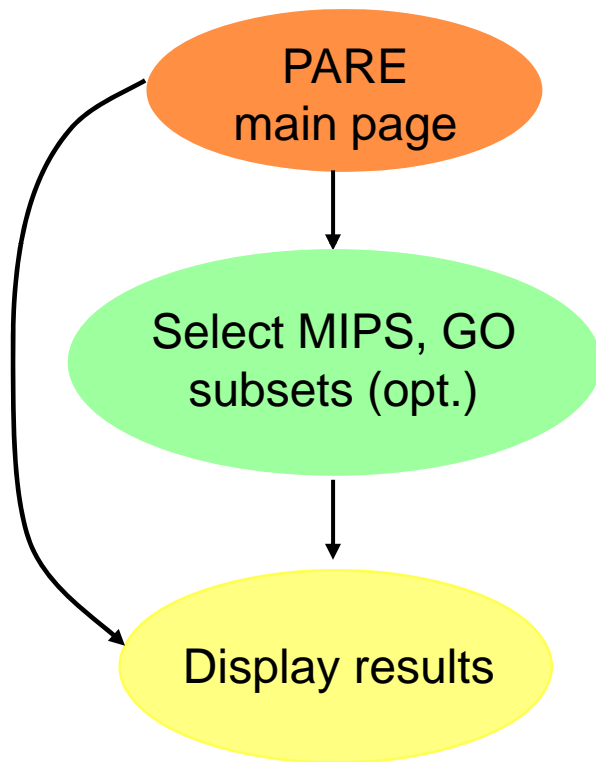 PARE
main page
Select MIPS, GO
subsets (opt.)
Display results